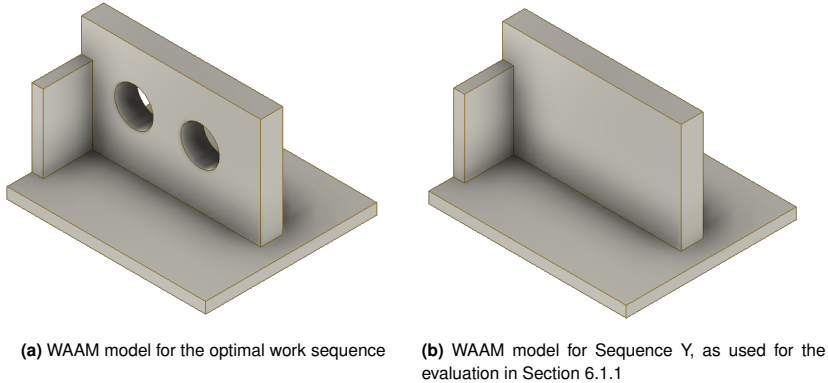 (a) WAAM model for the optimal work sequence
(b) WAAM model for Sequence Y, as used for the
evaluation in Section 6.1.1